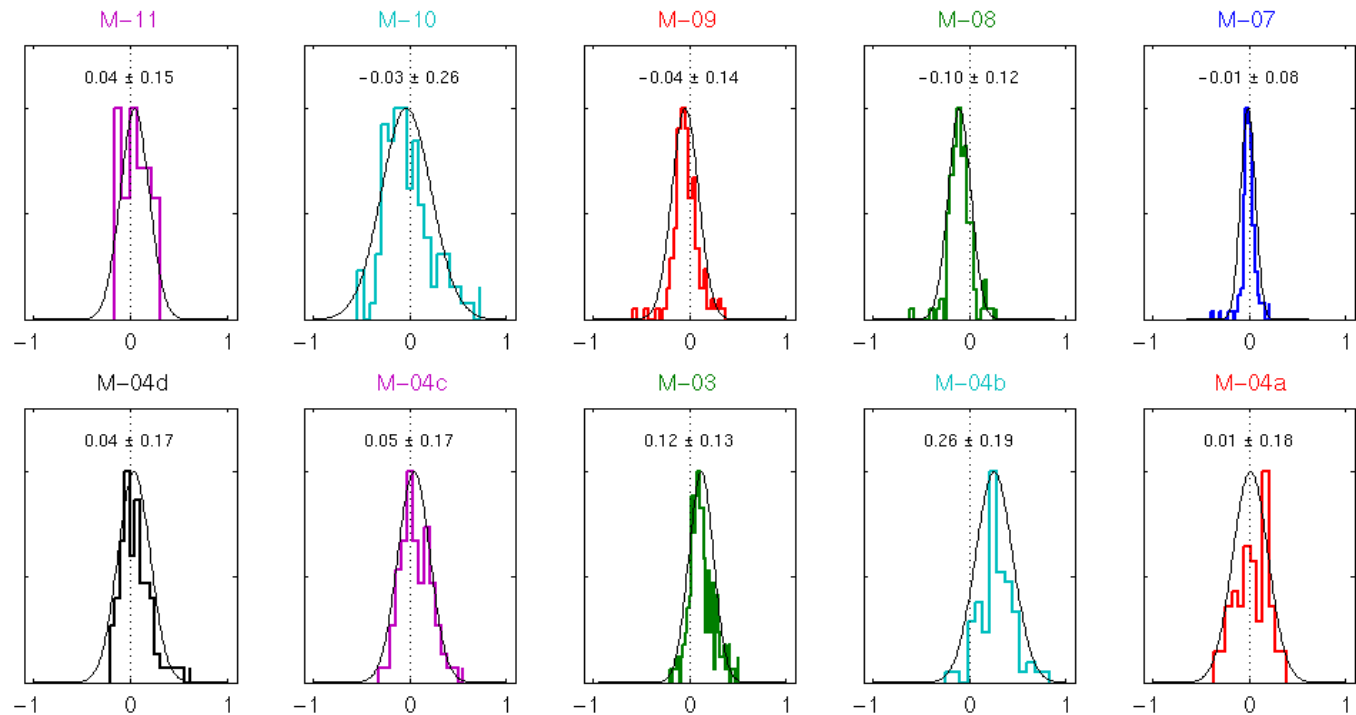 M-11 M-10 M-09 M-08 M-07
0.04 ± 0.15 -0.03 ± 0.26 -0.04 ± 0.14 -0.10 ± 0.12 -0.01 ± 0.08
-1 0 1 -1 0 1 -1 0 1 -1 0 1 -1 0 1
M-04d M-04c M-03 M-04b M-04a
0.04 ± 0.17 0.05 ± 0.17 0.12 ± 0.13 0.26 ± 0.19 0.01 ± 0.18
-1 0 1 -1 0 1 -1 0 1 -1 0 1 -1 0 1